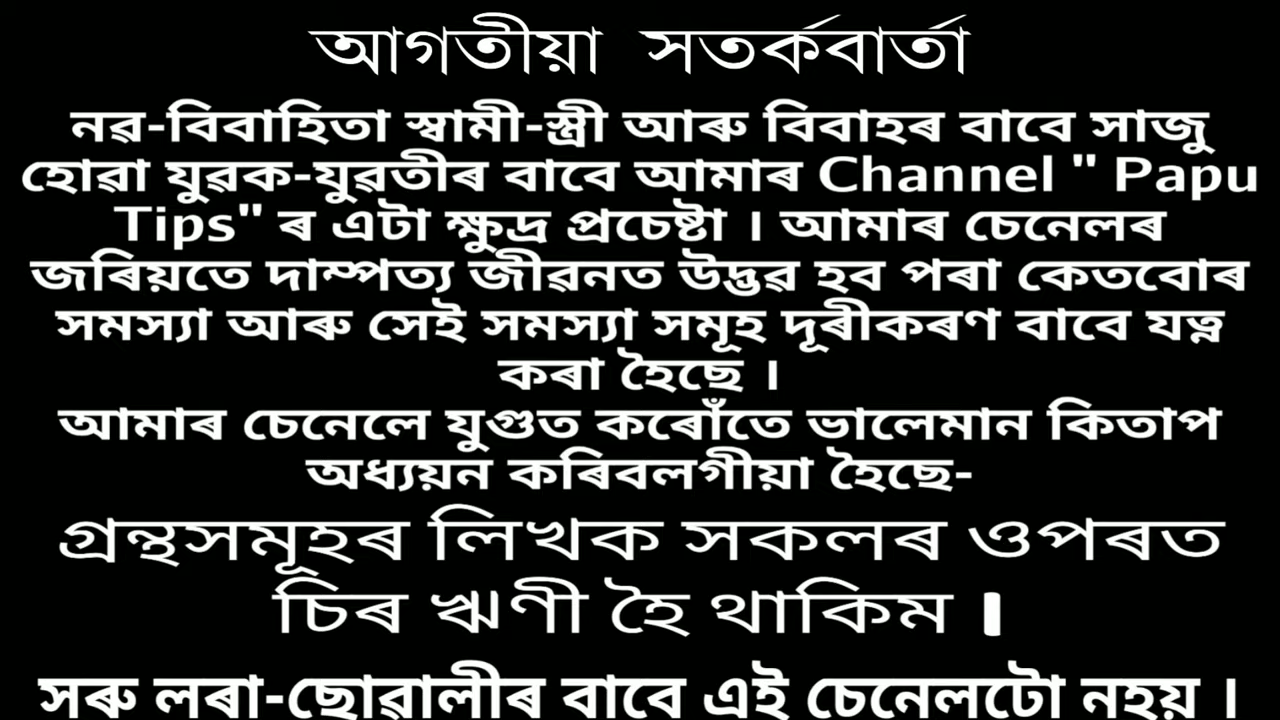 আগতীয়া সতৰ্কবাৰ্তা
নৱ-বিবাহিতা স্বামী-স্ত্ৰী আৰু বিবাহৰ বাবে সাজু
হোৱা যুৱক-যুৱতীৰ বাবে আমাৰ Channel " Papu
Tips" ৰ এটা ক্ষুদ্ৰ প্ৰচেষ্টা । আমাৰ চেনেলৰ
জৰিয়তে দাম্পত্য জীৱনত উদ্ভৱ হব পৰা কেতবোৰ
সমস্যা আৰু সেই সমস্যা সমূহ দূৰীকৰণ বাবে যত্ন
কৰা হৈছে ।
আমাৰ চেনেলে যুগুত কৰোঁতে ভালেমান কিতাপ
অধ্যয়ন কৰিবলগীয়া হৈছে-
গ্ৰন্থসমূহৰ লিখক সকলৰ ওপৰত
চিৰ ঋণী হৈ থাকিম ।
সৰু লৰা-ছোৱালীৰ বাবে এই চেনেলটো নহয় ।